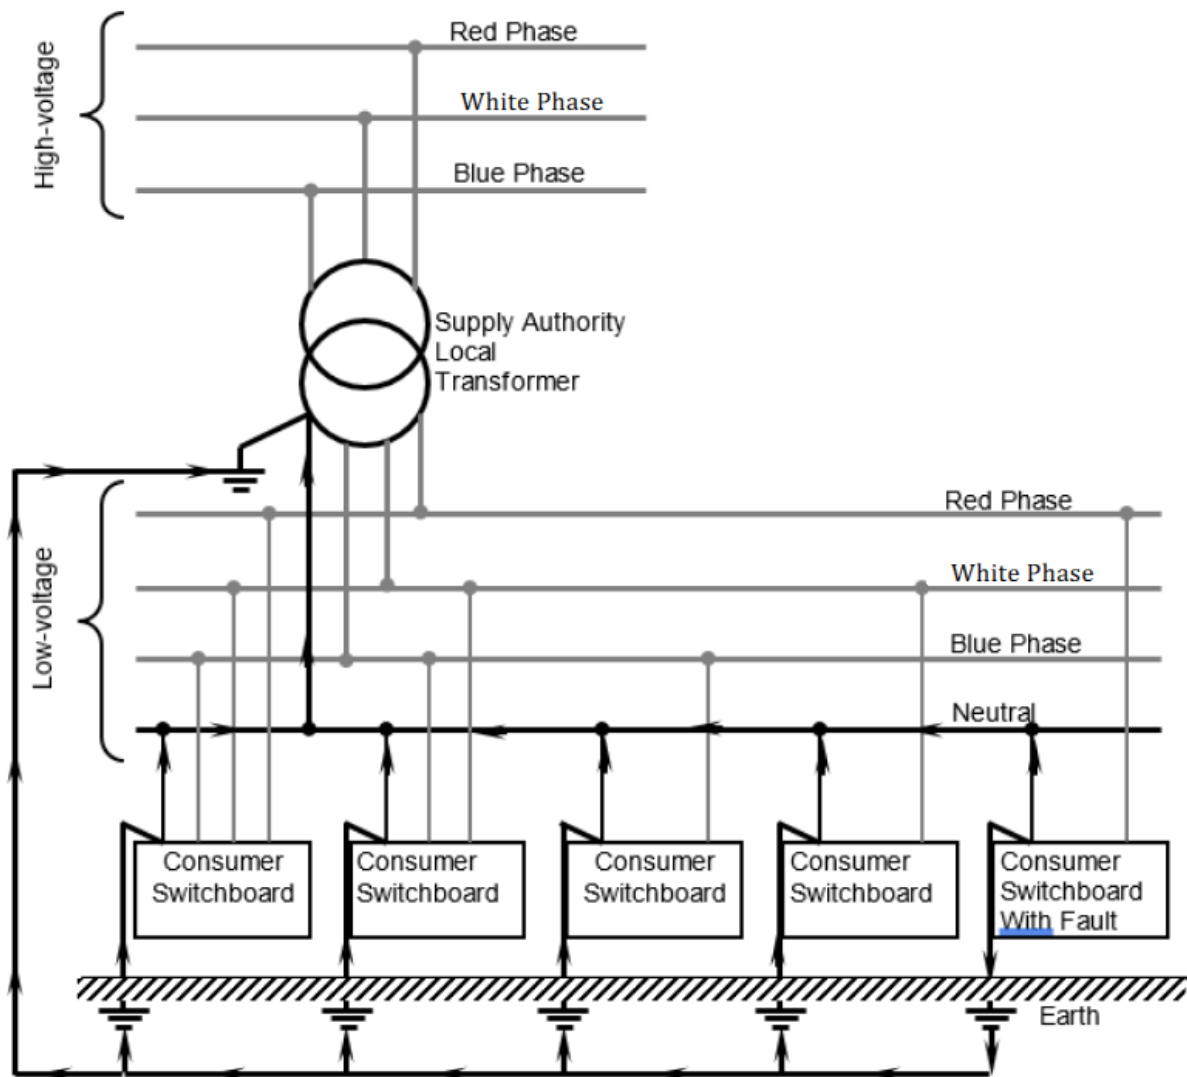 High-voltage
Red Phase
White Phase
Blue Phase
Supply Authority
Local
Transformer
Low-voltage
Red Phase
White Phase
Blue Phase
Neutral
Consumer
Switchboard
Consumer
Switchboard
Consumer
Switchboard
Consumer
Switchboard
Consumer
Switchboard
With Fault
Earth